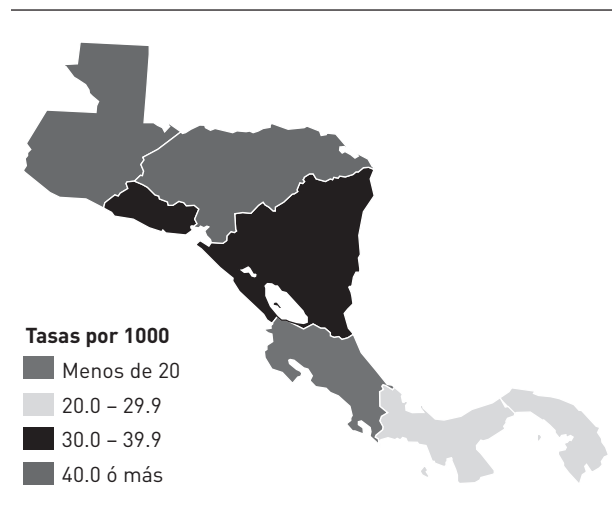 Tasas por 1000
Menos de 20
20.0 – 29.9
30.0 – 39.9
40.0 ó más